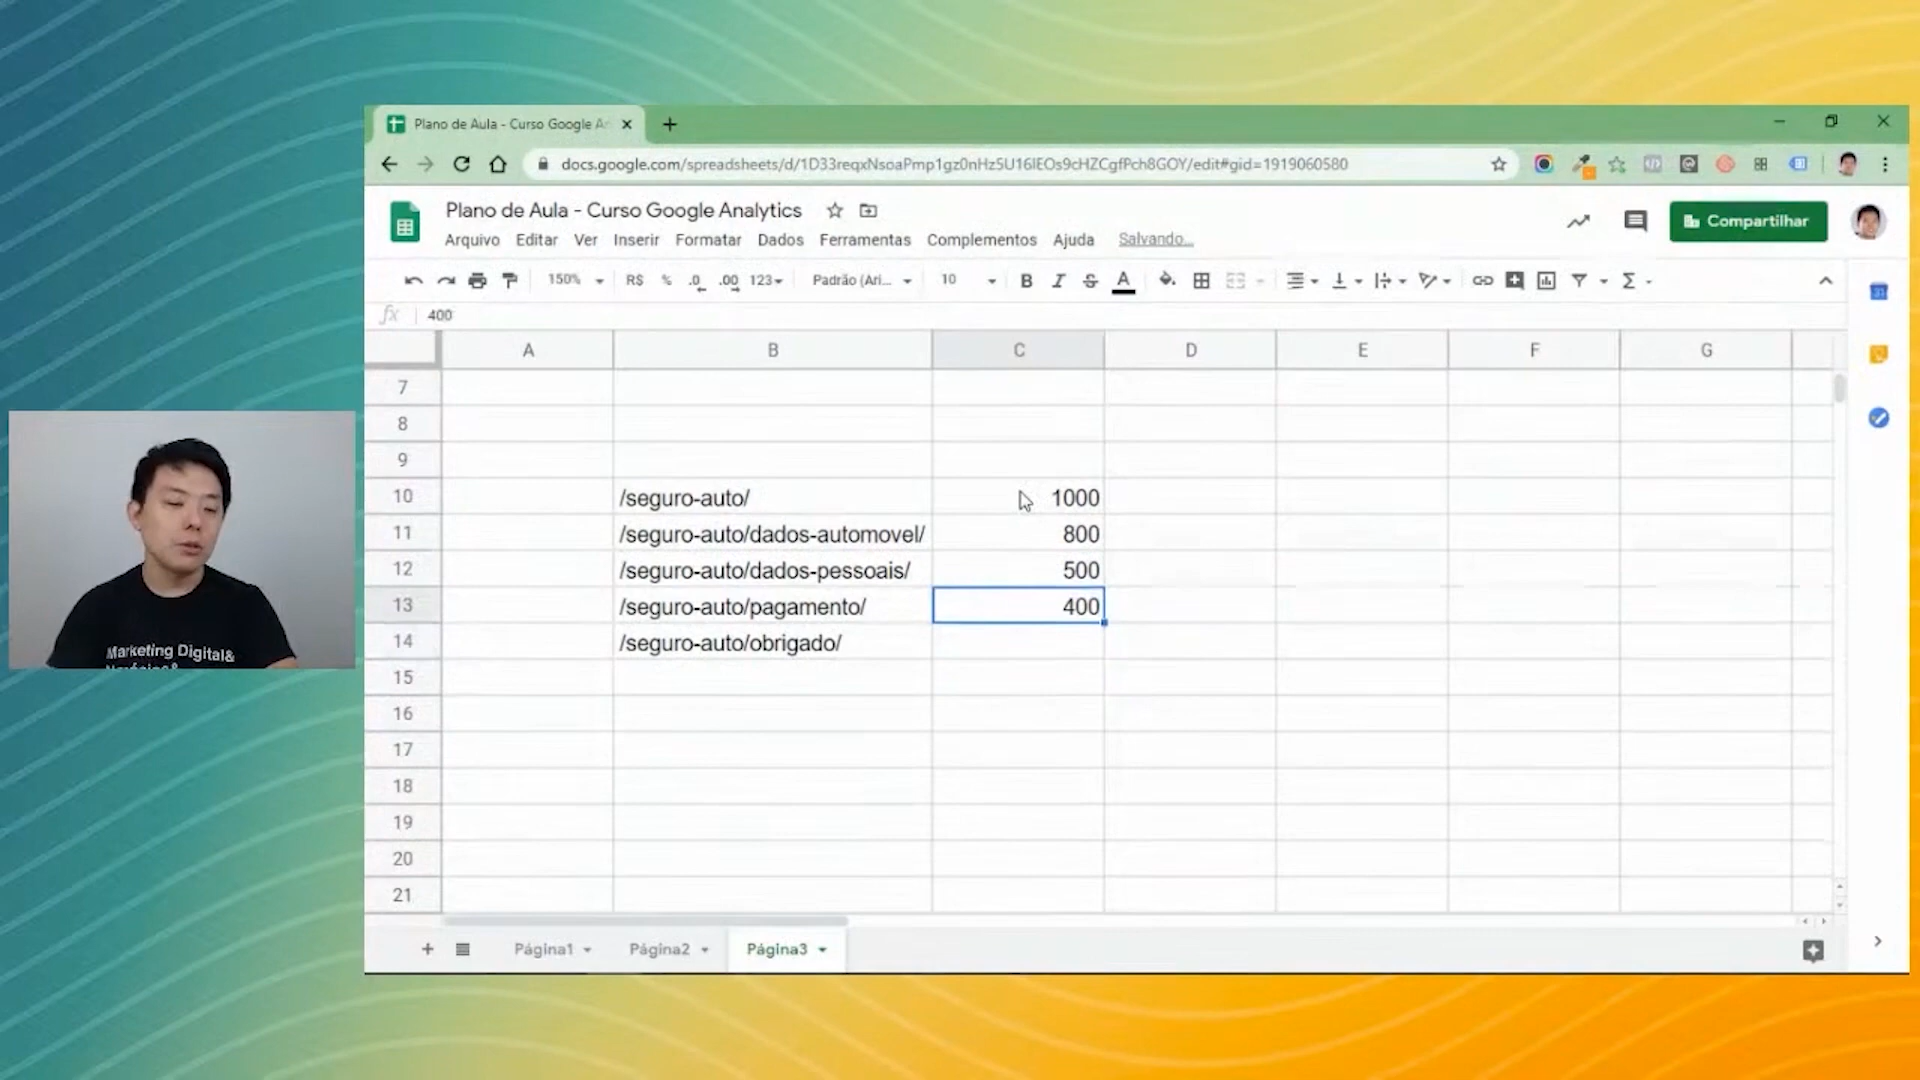 Plano de Aula - Curso Google A
docs.google.com/spreadsheets/d/1D33reqxNsoaPmp1gz0nHz5U16IEOs9cHZCgfPch8GOY/edit#gid=1919060580
Plano de Aula - Curso Google Analytics
Compartilhar
Arquivo Editar Ver Inserir Formatar Dados Ferramentas Complementos Ajuda Salvando...
150% R$ % .0 .00 123 Padrão (Ari... 10 B I S A
fx 400
A B C D E F G
7
8
9
10 /seguro-auto/ 1000
11 /seguro-auto/dados-automovel/ 800
12 /seguro-auto/dados-pessoais/ 500
13 /seguro-auto/pagamento/ 400
14 /seguro-auto/obrigado/
15
16
17
18
19
20
21
Página1 Página2 Página3
Marketing Digital&
31